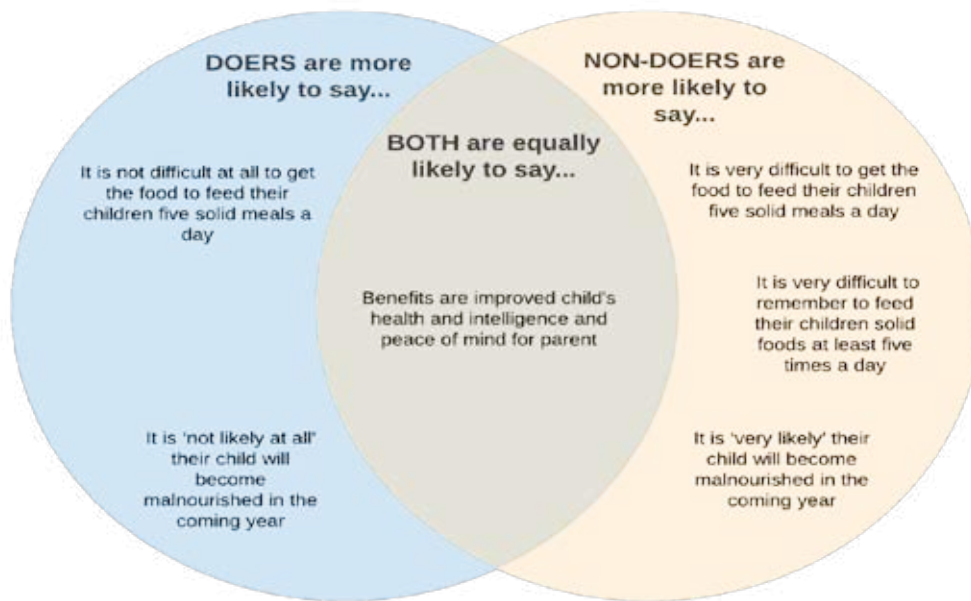 DOERS are more
likely to say...
It is not difficult at all to get
the food to feed their
children five solid meals a
day
It is 'not likely at all'
their child will
become
malnourished in the
coming year
BOTH are equally
likely to say...
Benefits are improved child's
health and intelligence and
peace of mind for parent
NON-DOERS are
more likely to
say...
It is very difficult to get the
food to feed their children
five solid meals a day
It is very difficult to
remember to feed
their children solid
foods at least five
times a day
It is 'very likely' their
child will become
malnourished in the
coming year